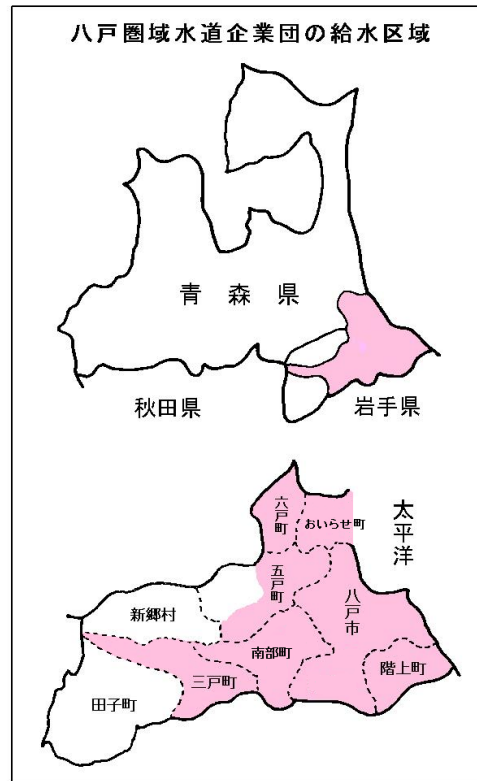 八戸圏域水道企業団の給水区域
青森県
秋田県
岩手県
六戸町
おいらせ町
太平洋
五戸町
八戸市
新郷村
南部町
階上町
三戸町
田子町